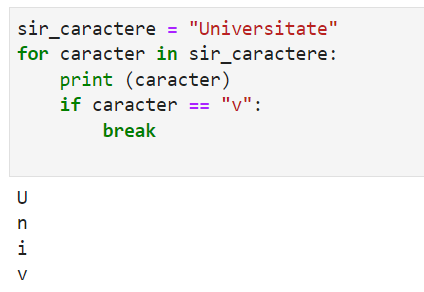 sir_caractere = "Universitate"
for caracter in sir_caractere:
    print (caracter)
    if caracter == "v":
        break
U
n
i
v